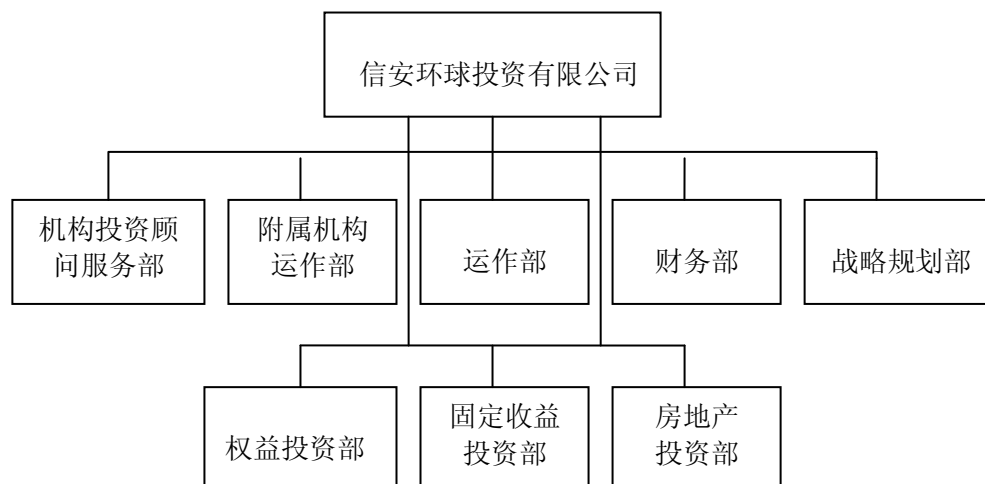 信安环球投资有限公司
机构投资顾
问服务部
附属机构
运作部
运作部
财务部
战略规划部
权益投资部
固定收益
投资部
房地产
投资部